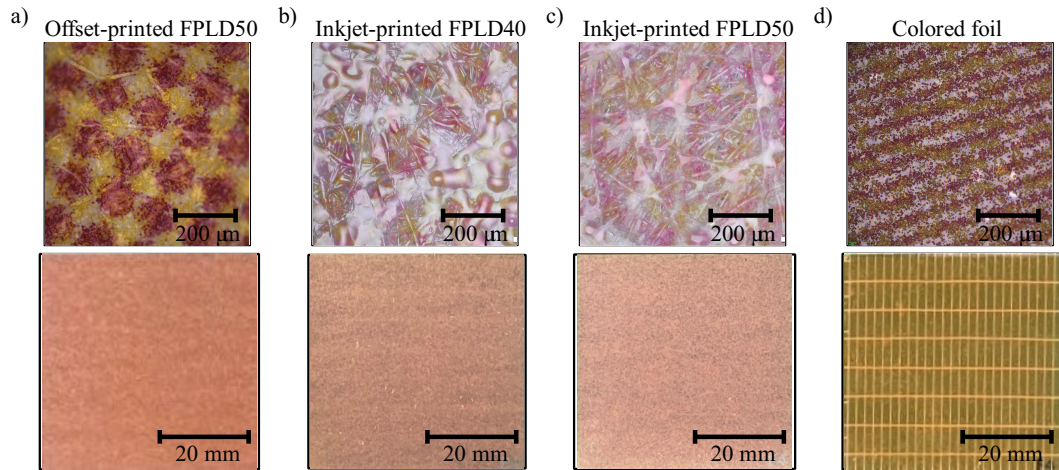 a) Offset-printed FPLD50
b) Inkjet-printed FPLD40
c) Inkjet-printed FPLD50
d) Colored foil
200 μm
200 μm
200 μm
200 μm
20 mm
20 mm
20 mm
20 mm